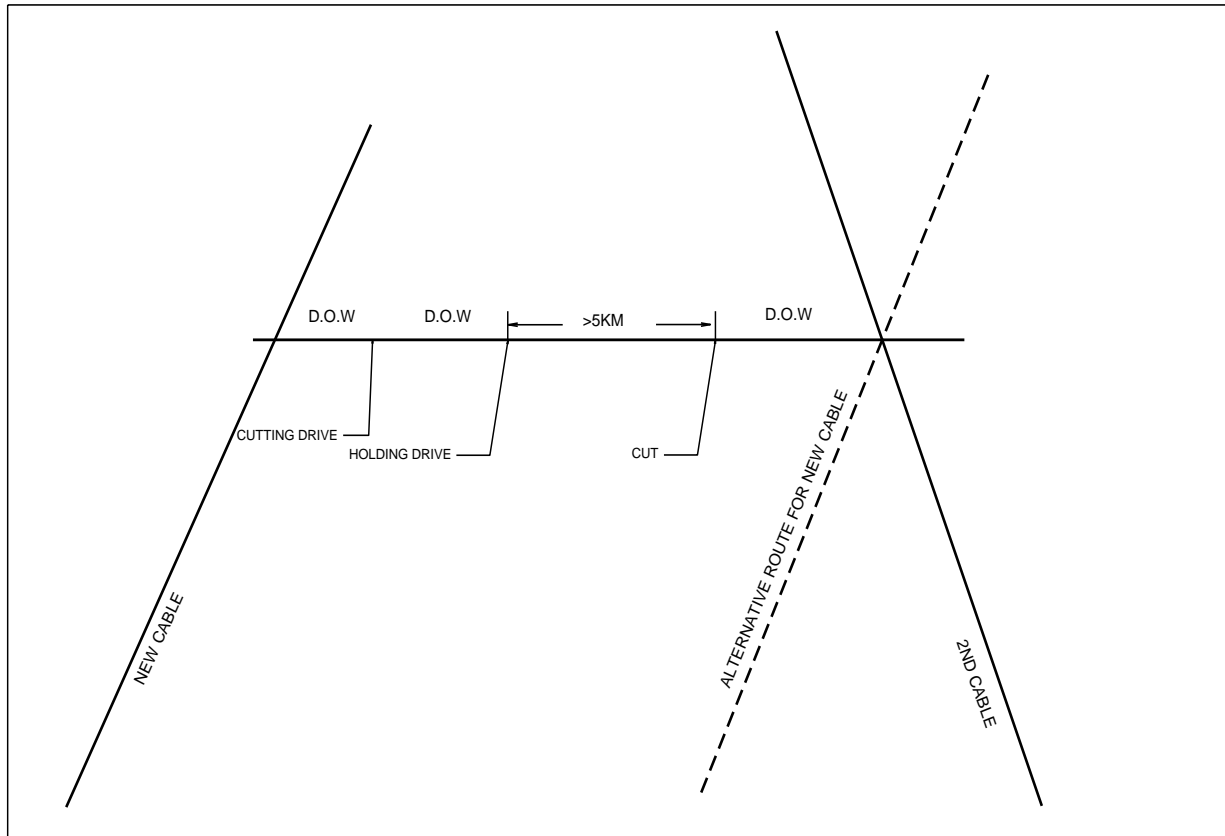 D.O.W
D.O.W
>5KM
D.O.W
CUTTING DRIVE
HOLDING DRIVE
CUT
NEW CABLE
ALTERNATIVE ROUTE FOR NEW CABLE
2ND CABLE